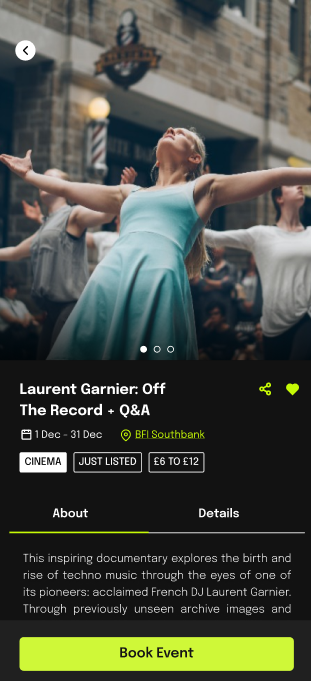 Laurent Garnier: Off
The Record + Q&A
1 Dec - 31 Dec BFI Southbank
CINEMA JUST LISTED £6 TO £12
About Details
This inspiring documentary explores the birth and
rise of techno music through the eyes of one of
its pioneers: acclaimed French DJ Laurent Garnier.
Through previously unseen archive images and
Book Event